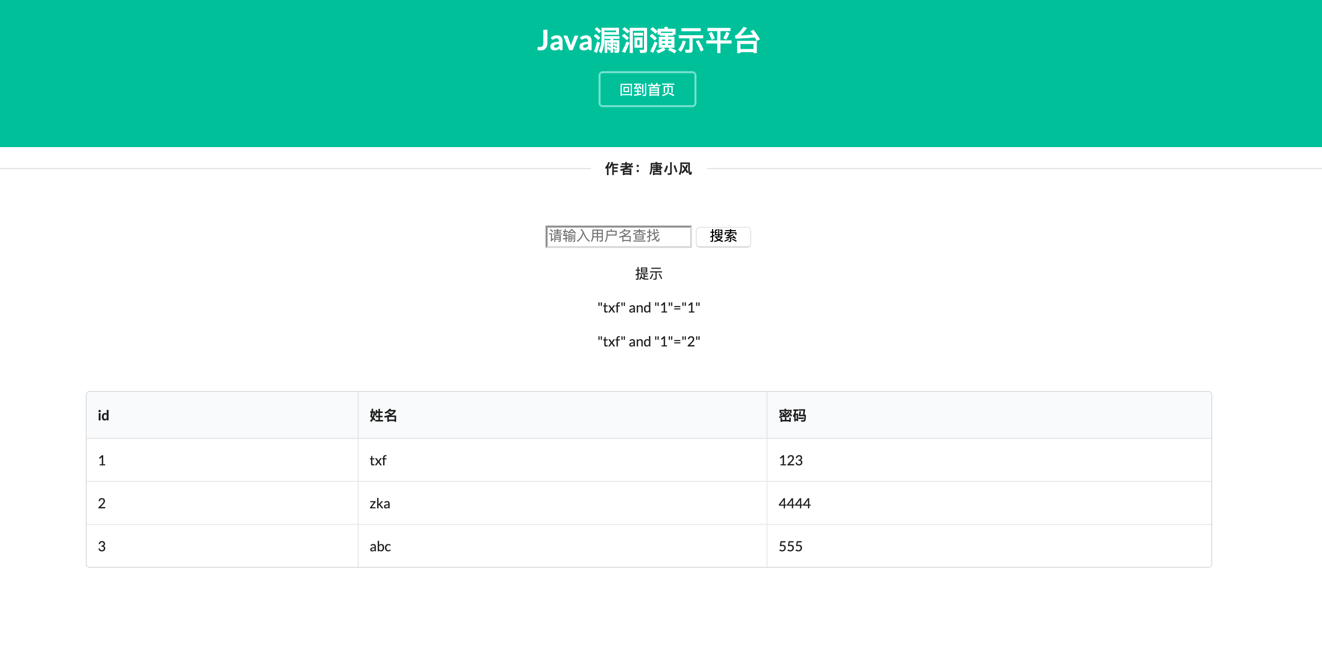 Java漏洞演示平台
回到首页
作者：唐小风
请输入用户名查找 搜索
提示
"txf" and "1"="1"
"txf" and "1"="2"
id 姓名 密码
1 txf 123
2 zka 4444
3 abc 555